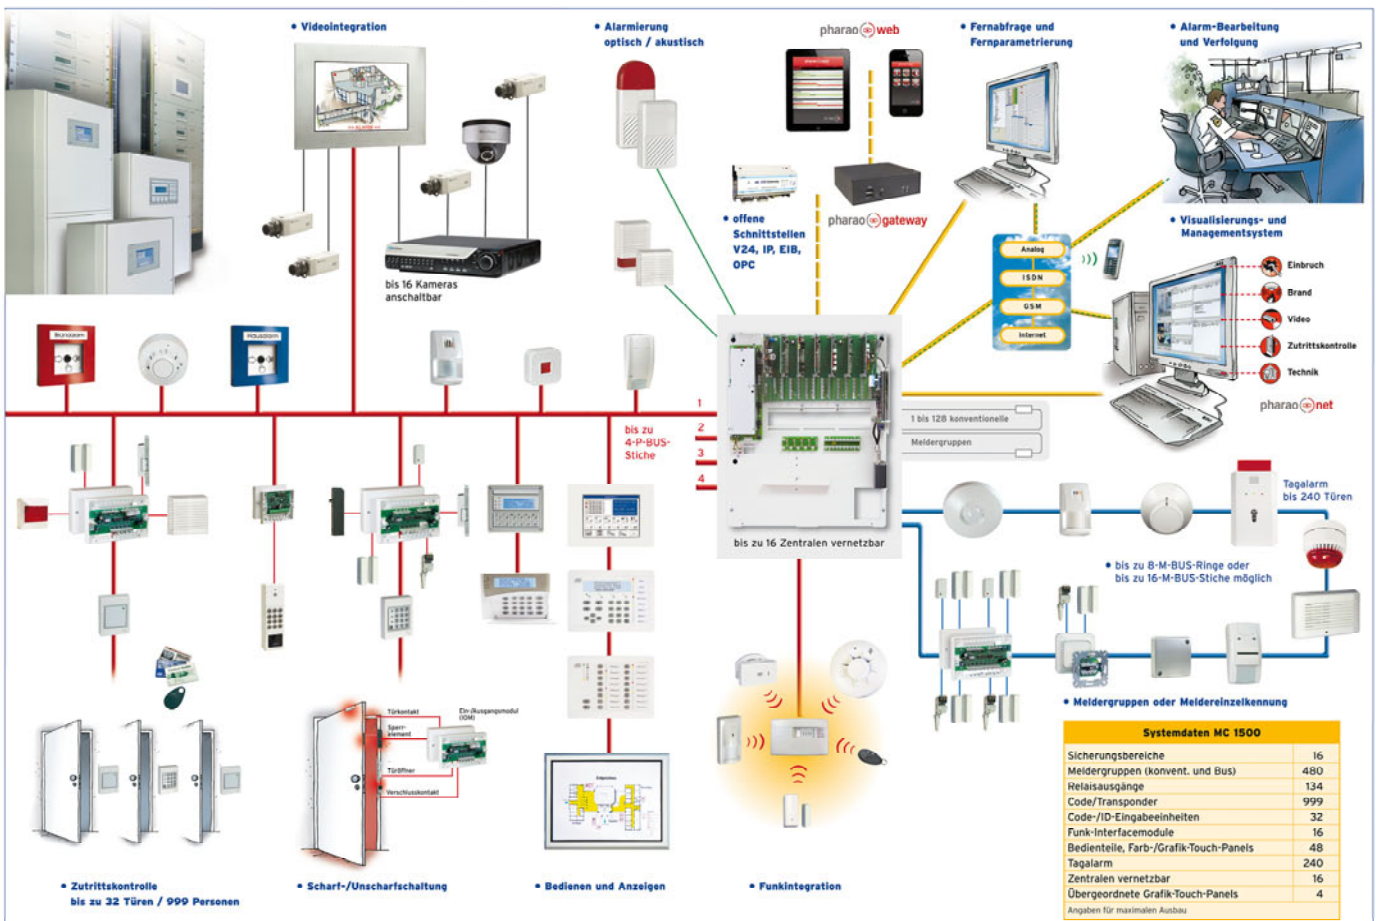 • Videointegration
• Alarmierung
optisch / akustisch
pharao web
• Fernabfrage und
Fernparametrierung
• Alarm-Bearbeitung
und Verfolgung
• offene
Schnittstellen
V24, IP, EIB,
OPC
pharao gateway
• Visualisierungs- und
Managementsystem
Analog
ISDN
GSM
Internet
Einbruch
Brand
Video
Zutrittskontrolle
Technik
pharao net
bis 16 Kameras
anschaltbar
Brandalarm
Hausalarm
1
2
3
4
bis zu
4-P-BUS-
Stiche
1 bis 128 konventionelle
Meldergruppen
bis zu 16 Zentralen vernetzbar
Tagalarm
bis 240 Türen
• bis zu 8-M-BUS-Ringe oder
bis zu 16-M-BUS-Stiche möglich
• Meldergruppen oder Meldereinzelkennung
Türkontakt
Sperr-
element
Türöffner
Verschlusskontakt
Ein-/Ausgangsmodul
(IOM)
• Zutrittskontrolle
bis zu 32 Türen / 999 Personen
• Scharf-/Unscharfschaltung
• Bedienen und Anzeigen
• Funkintegration
Systemdaten MC 1500
Sicherungsbereiche 16
Meldergruppen (konvent. und Bus) 480
Relaisausgänge 134
Code/Transponder 999
Code-/ID-Eingabeeinheiten 32
Funk-Interfacemodule 16
Bedienteile, Farb-/Grafik-Touch-Panels 48
Tagalarm 240
Zentralen vernetzbar 16
Übergeordnete Grafik-Touch-Panels 4
Angaben für maximalen Ausbau